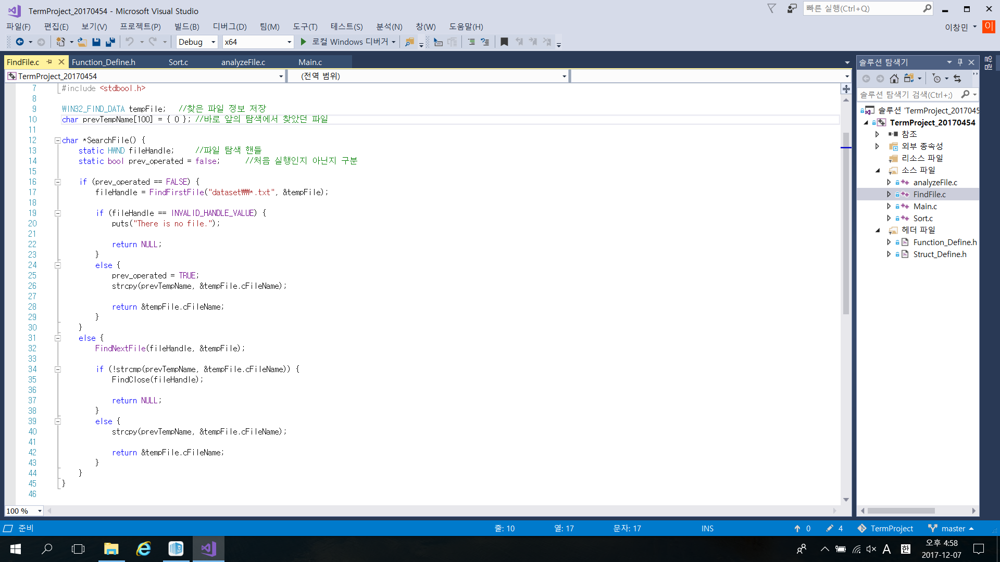 TermProject_20170454 - Microsoft Visual Studio
빠른 실행(Ctrl+Q)
파일(F) 편집(E) 보기(V) 프로젝트(P) 빌드(B) 디버그(D) 팀(M) 도구(T) 테스트(S) 분석(N) 창(W) 도움말(H)
이창민 이
Debug x64 로컬 Windows 디버거
FindFile.c Function_Define.h Sort.c analyzeFile.c Main.c
TermProject_20170454 (전역 범위)
7 #include <stdbool.h>
8
9 WIN32_FIND_DATA tempFile; //찾은 파일 정보 저장
10 char prevTempName[100] = { 0 }; //바로 앞의 탐색에서 찾았던 파일
11
12 char *SearchFile() {
13 static HWND fileHandle; //파일 탐색 핸들
14 static bool prev_operated = false; //처음 실행인지 아닌지 구분
15
16 if (prev_operated == FALSE) {
17 fileHandle = FindFirstFile("dataset₩₩*.txt", &tempFile);
18
19 if (fileHandle == INVALID_HANDLE_VALUE) {
20 puts("There is no file.");
21
22 return NULL;
23 }
24 else {
25 prev_operated = TRUE;
26 strcpy(prevTempName, &tempFile.cFileName);
27
28 return &tempFile.cFileName;
29 }
30 }
31 else {
32 FindNextFile(fileHandle, &tempFile);
33
34 if (!strcmp(prevTempName, &tempFile.cFileName)) {
35 FindClose(fileHandle);
36
37 return NULL;
38 }
39 else {
40 strcpy(prevTempName, &tempFile.cFileName);
41
42 return &tempFile.cFileName;
43 }
44 }
45 }
46
100 %
솔루션 탐색기
알림
솔루션 탐색기 검색(Ctrl+;)
솔루션 'TermProject_2017045
TermProject_20170454
참조
외부 종속성
리소스 파일
소스 파일
analyzeFile.c
FindFile.c
Main.c
Sort.c
헤더 파일
Function_Define.h
Struct_Define.h
준비 줄: 10 열: 17 문자: 17 INS 0 4 TermProject master
A 한 오후 4:58
2017-12-07